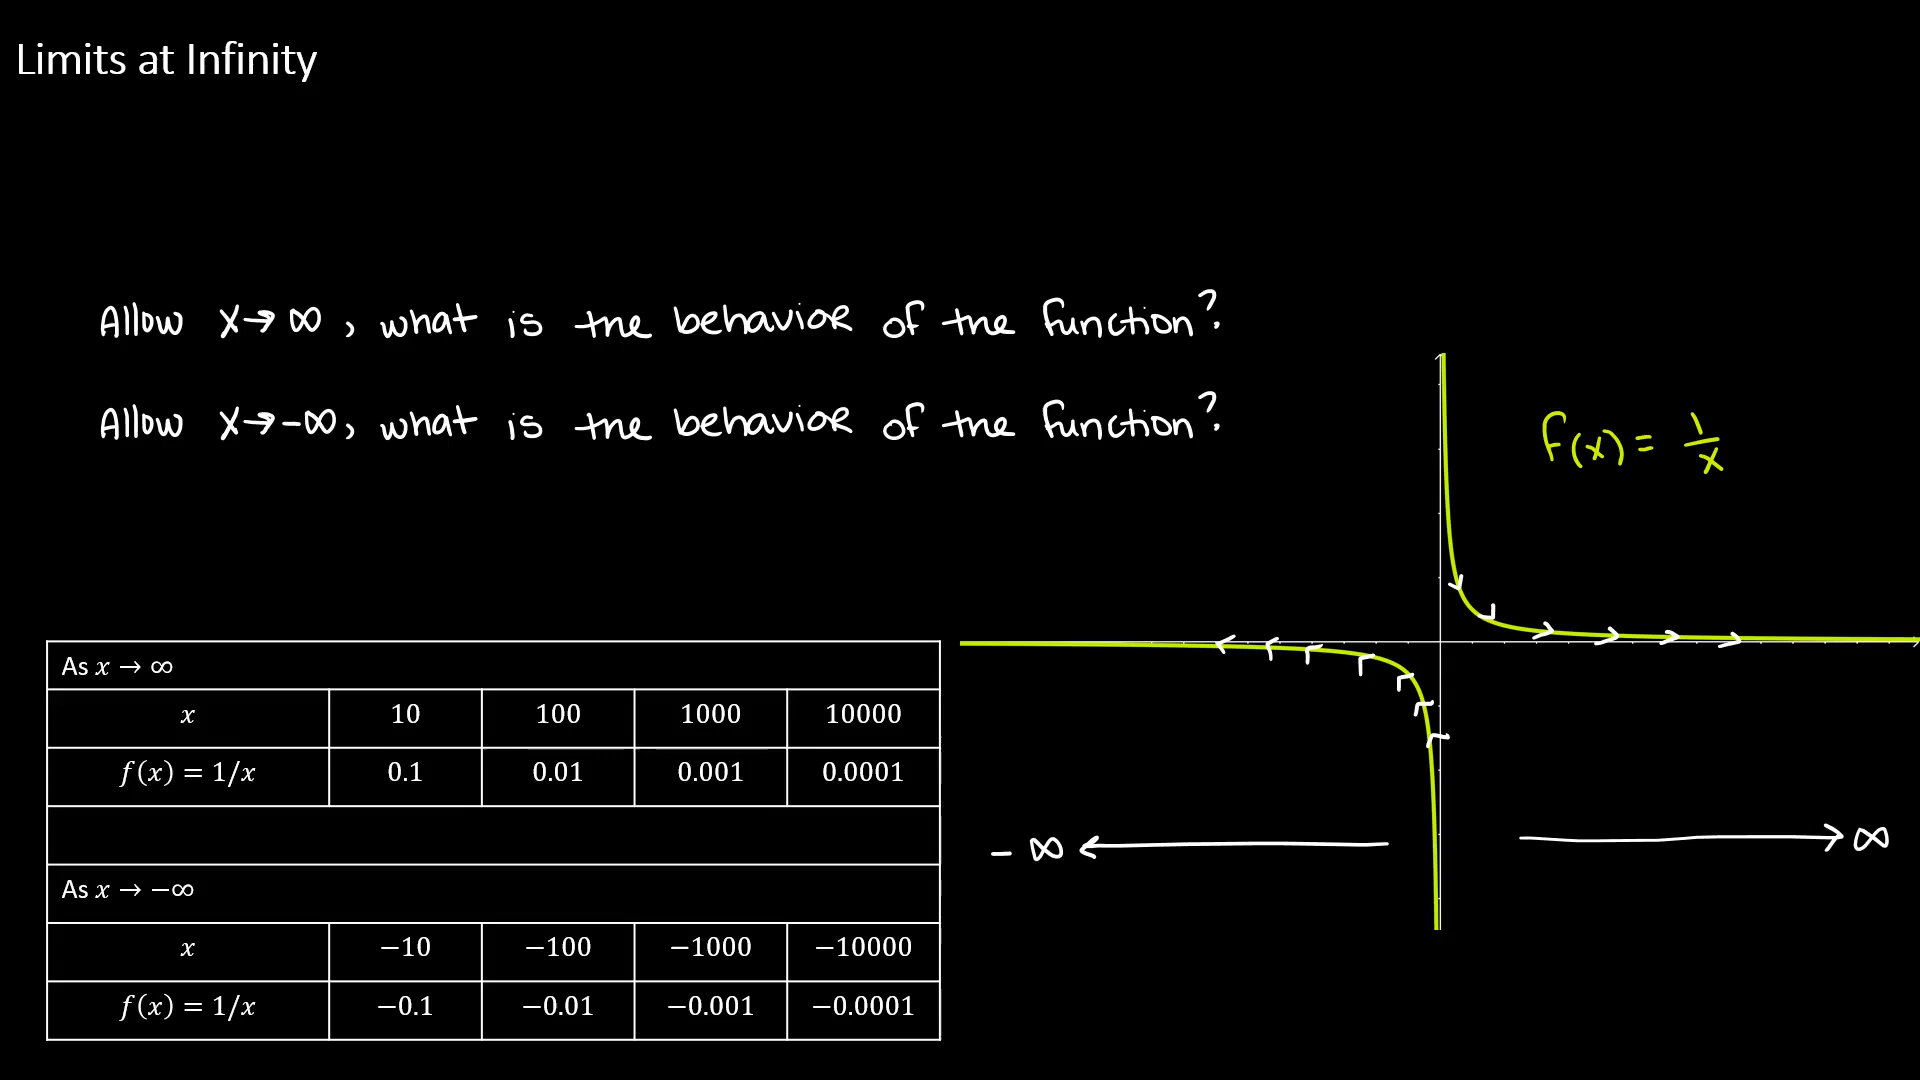 Limits at Infinity
Allow x→∞, what is the behavior of the function?
Allow x→-∞, what is the behavior of the function?
f(x)= 1/x
As x → ∞
x 10 100 1000 10000
f(x) = 1/x 0.1 0.01 0.001 0.0001
As x → −∞
x −10 −100 −1000 −10000
f(x) = 1/x −0.1 −0.01 −0.001 −0.0001
-∞
∞